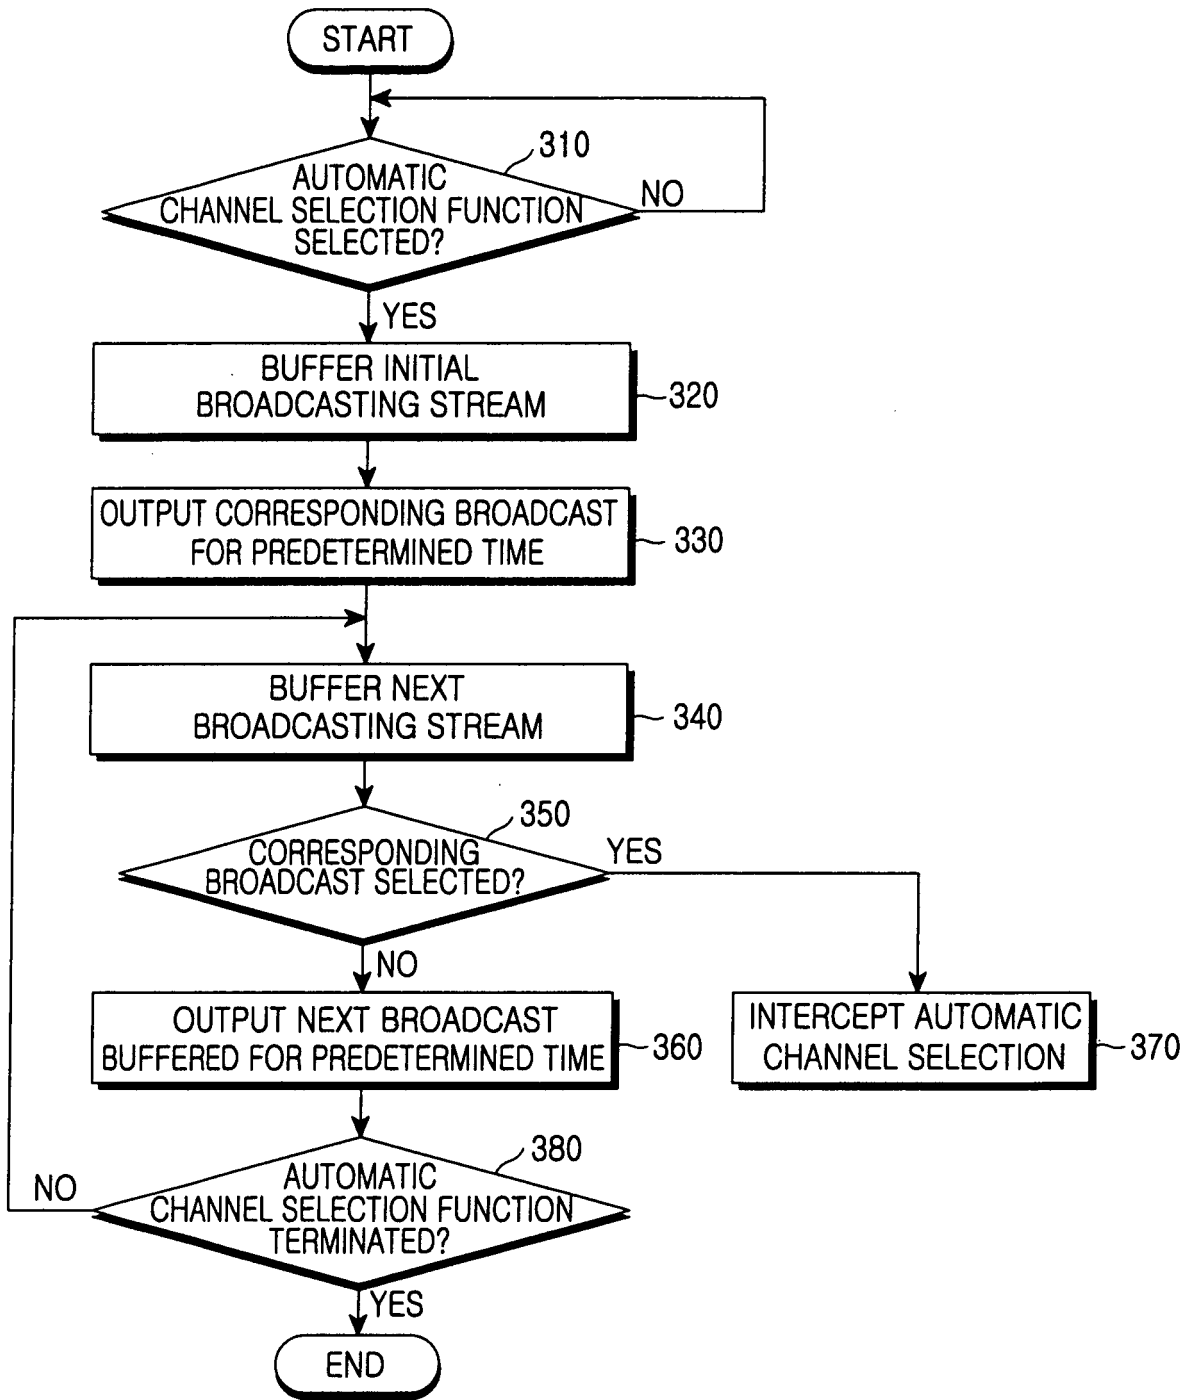 START
310
AUTOMATIC
CHANNEL SELECTION FUNCTION
SELECTED?
NO
YES
BUFFER INITIAL
BROADCASTING STREAM
320
OUTPUT CORRESPONDING BROADCAST
FOR PREDETERMINED TIME
330
BUFFER NEXT
BROADCASTING STREAM
340
350
CORRESPONDING
BROADCAST SELECTED?
YES
NO
OUTPUT NEXT BROADCAST
BUFFERED FOR PREDETERMINED TIME
360
INTERCEPT AUTOMATIC
CHANNEL SELECTION
370
380
AUTOMATIC
CHANNEL SELECTION FUNCTION
TERMINATED?
NO
YES
END